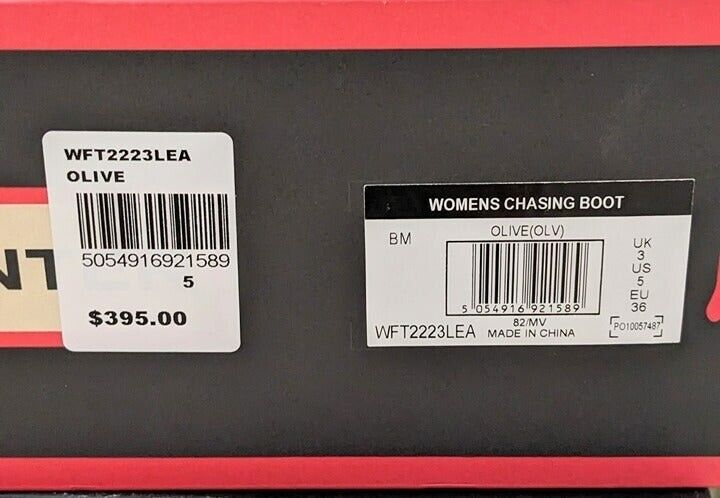 WFT2223LEA
OLIVE
5054916921589
5
$395.00
NTE
WOMENS CHASING BOOT
BM
OLIVE(OLV)
5 054916 921589
82/MV
WFT2223LEA MADE IN CHINA
UK
3
US
5
EU
36
PO10057487